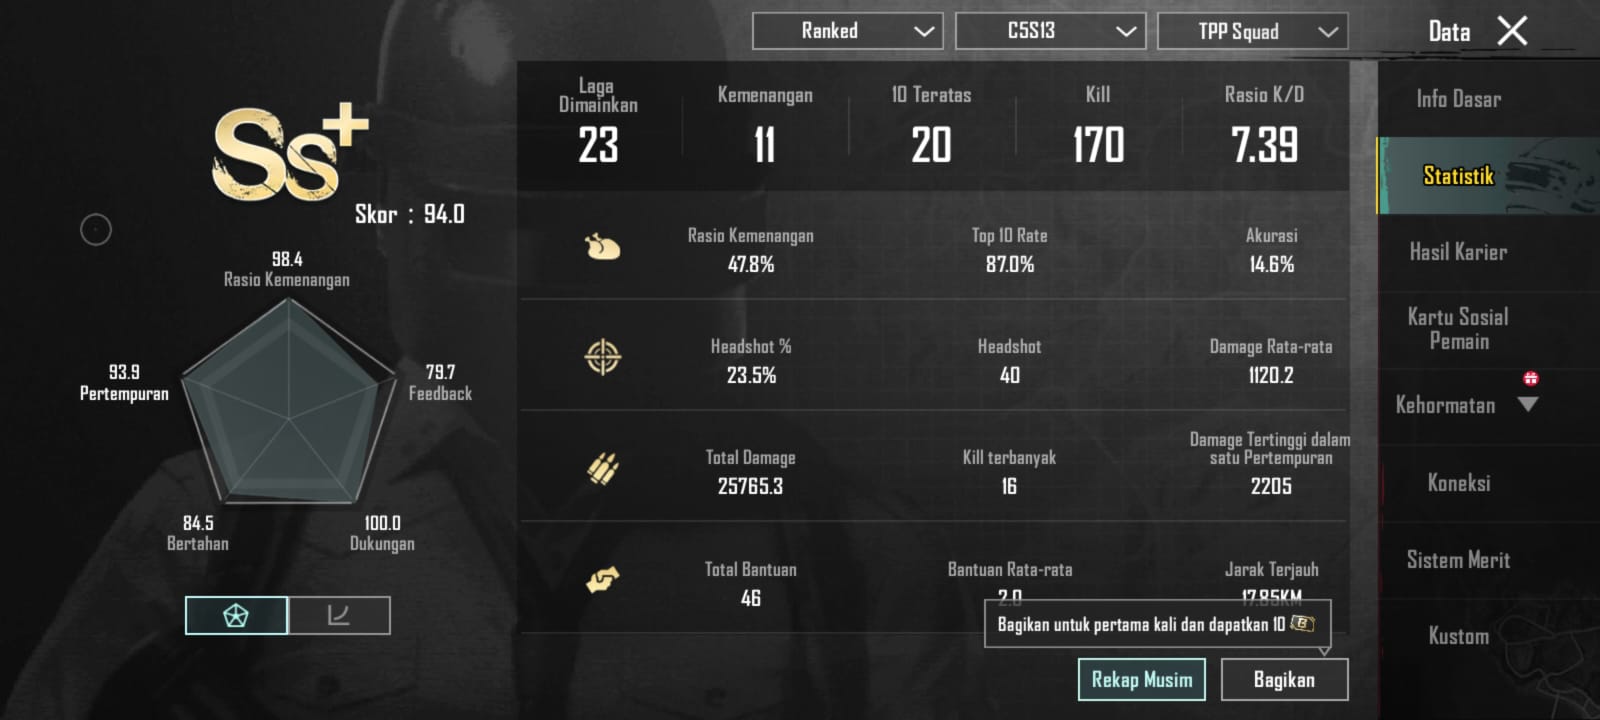 Ranked
C5S13
TPP Squad
Data
Laga Dimainkan
23
Kemenangan
11
10 Teratas
20
Kill
170
Rasio K/D
7.39
Ss+
Skor : 94.0
98.4
Rasio Kemenangan
93.9
Pertempuran
79.7
Feedback
84.5
Bertahan
100.0
Dukungan
Rasio Kemenangan
47.8%
Top 10 Rate
87.0%
Akurasi
14.6%
Headshot %
23.5%
Headshot
40
Damage Rata-rata
1120.2
Total Damage
25765.3
Kill terbanyak
16
Damage Tertinggi dalam
satu Pertempuran
2205
Total Bantuan
46
Bantuan Rata-rata
2.0
Jarak Terjauh
17.85KM
Bagikan untuk pertama kali dan dapatkan 10
Rekap Musim
Bagikan
Info Dasar
Statistik
Hasil Karier
Kartu Sosial
Pemain
Kehormatan
Koneksi
Sistem Merit
Kustom